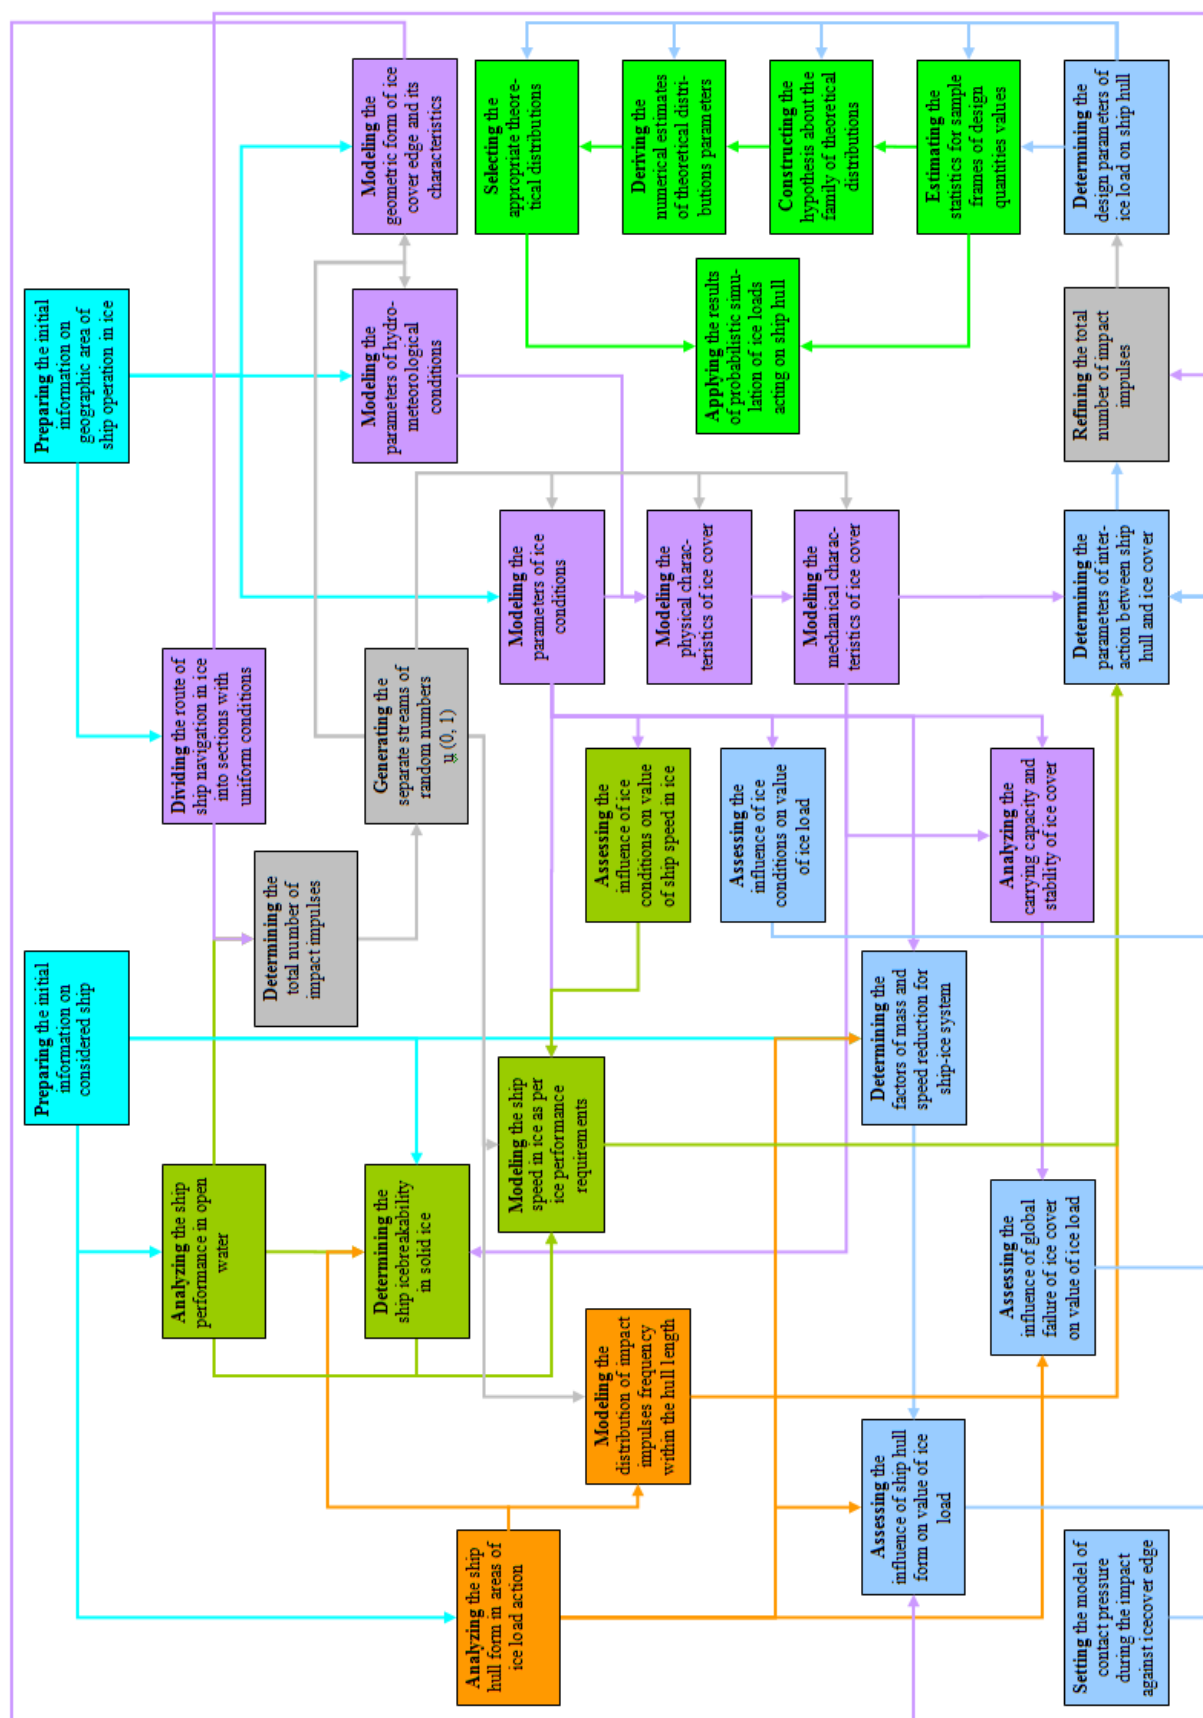 Preparing the initial
information on
considered ship
Preparing the initial
information on
geographic area of
ship operation in ice
Analyzing the ship
performance in open
water
Dividing the route of
ship navigation in ice
into sections with
uniform conditions
Determining the
total number of
impact impulses
Determining the
ship icebreakability
in solid ice
Generating the
separate streams of
random numbers
μ (0, 1)
Modeling the
parameters of hydro-
meteorological
conditions
Modeling the
geometric form of ice
cover edge and its
characteristics
Analyzing the ship
hull form in areas of
ice load action
Modeling the ship
speed in ice as per
ice performance
requirements
Modeling the
parameters of ice
conditions
Selecting the
appropriate theore-
tical distributions
Modeling the
distribution of impact
impulses frequency
within the hull length
Assessing the
influence of ice
conditions on value
of ship speed in ice
Modeling the
physical charac-
teristics of ice cover
Deriving the
numerical estimates
of theoretical distri-
butions parameters
Assessing the
influence of ice
conditions on value
of ice load
Modeling the
mechanical charac-
teristics of ice cover
Applying the results
of probabilistic simu-
lation of ice loads
acting on ship hull
Constructing the
hypothesis about the
family of theoretical
distributions
Assessing the
influence of ship hull
form on value of ice
load
Determining the
factors of mass and
speed reduction for
ship-ice system
Estimating the
statistics for sample
frames of design
quantities values
Assessing the
influence of global
failure of ice cover
on value of ice load
Analyzing the
carrying capacity and
stability of ice cover
Setting the model of
contact pressure
during the impact
against icecover edge
Determining the
parameters of inter-
action between ship
hull and ice cover
Refining the total
number of impact
impulses
Determining the
design parameters of
ice load on ship hull